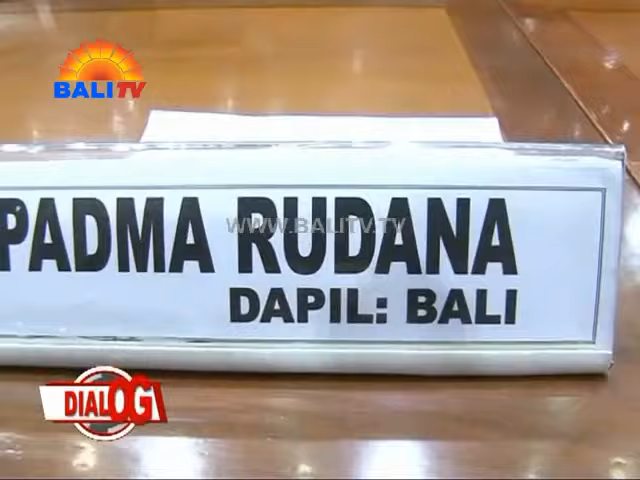 BALI TV
WWW.BALITV.TV
PADMA RUDANA
DAPIL: BALI
DIALOG